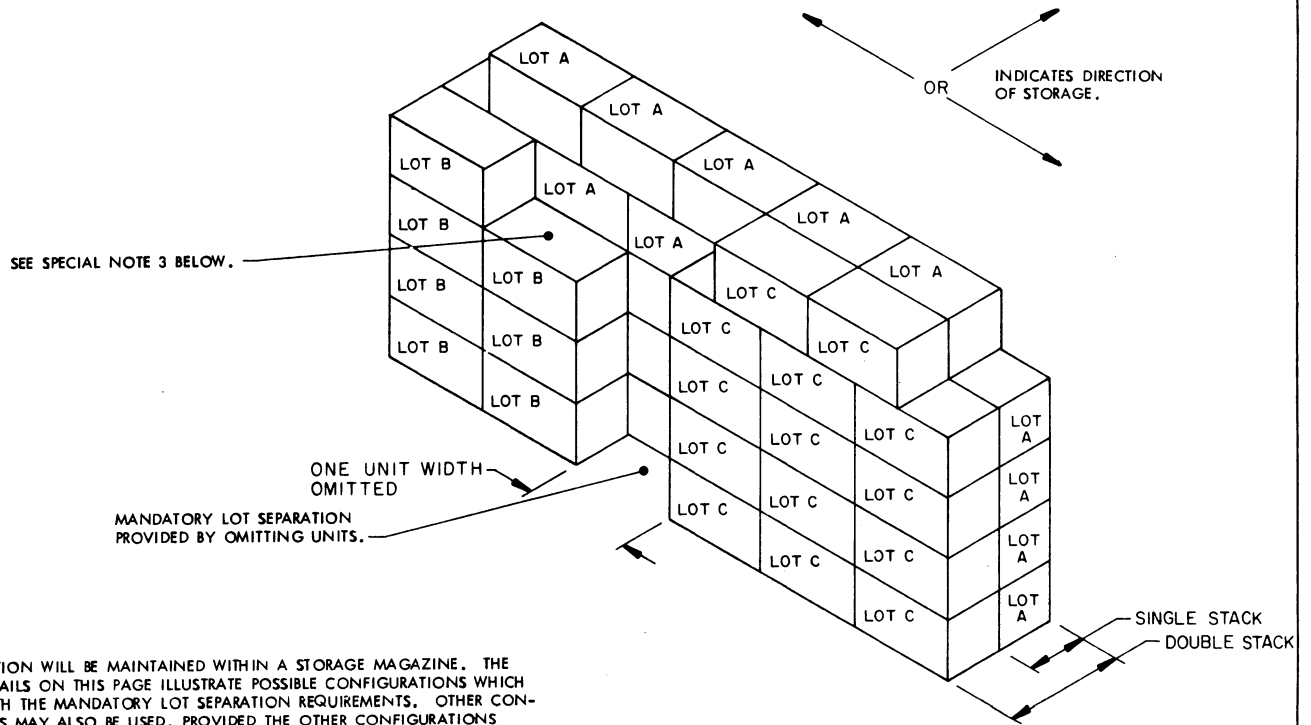 LOT A
LOT A
LOT A
LOT A
LOT A
OR
INDICATES DIRECTION
OF STORAGE.
LOT B
LOT A
LOT B
LOT A
LOT B
LOT B
LOT B
LOT B
LOT B
SEE SPECIAL NOTE 3 BELOW.
LOT C
LOT C
LOT C
LOT C
LOT C
LOT C
LOT C
LOT C
LOT C
LOT C
LOT C
LOT C
LOT C
LOT C
LOT
A
LOT
A
LOT
A
LOT
A
ONE UNIT WIDTH
OMITTED
MANDATORY LOT SEPARATION
PROVIDED BY OMITTING UNITS.
SINGLE STACK
DOUBLE STACK
TION WILL BE MAINTAINED WITHIN A STORAGE MAGAZINE. THE
AILS ON THIS PAGE ILLUSTRATE POSSIBLE CONFIGURATIONS WHICH
TH THE MANDATORY LOT SEPARATION REQUIREMENTS. OTHER CON-
S MAY ALSO BE USED, PROVIDED THE OTHER CONFIGURATIONS